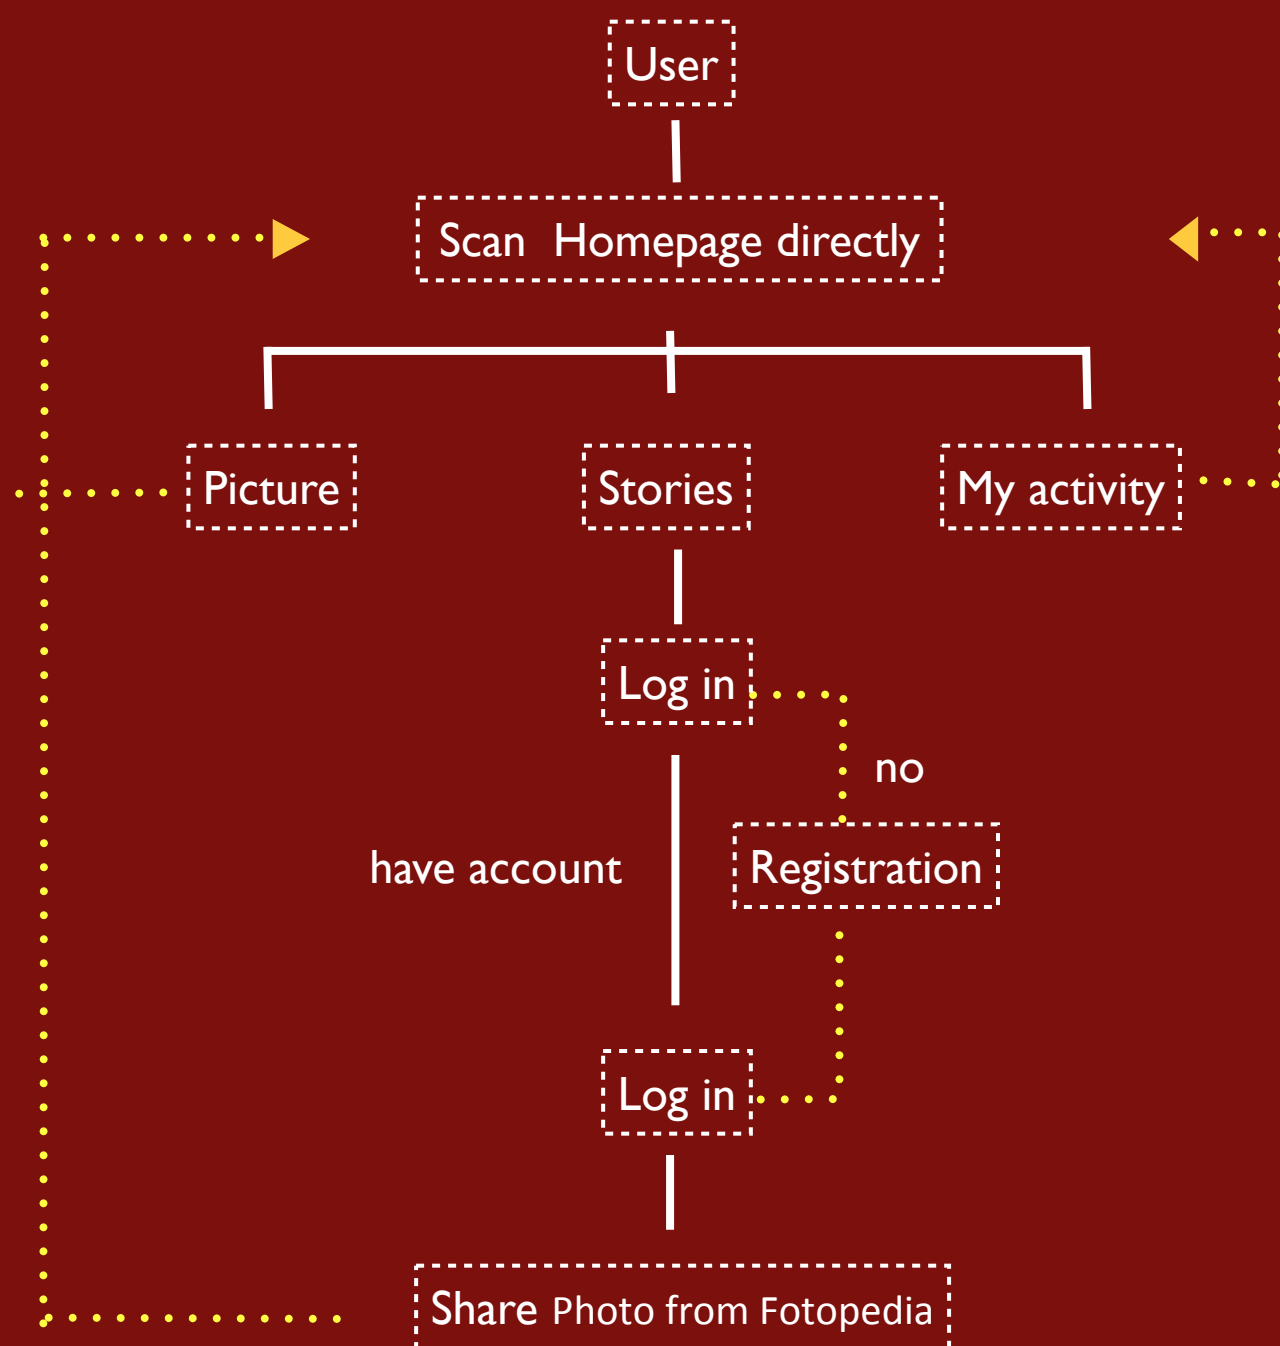 User
Scan Homepage directly
Picture
Stories
My activity
Log in
no
have account
Registration
Log in
Share Photo from Fotopedia